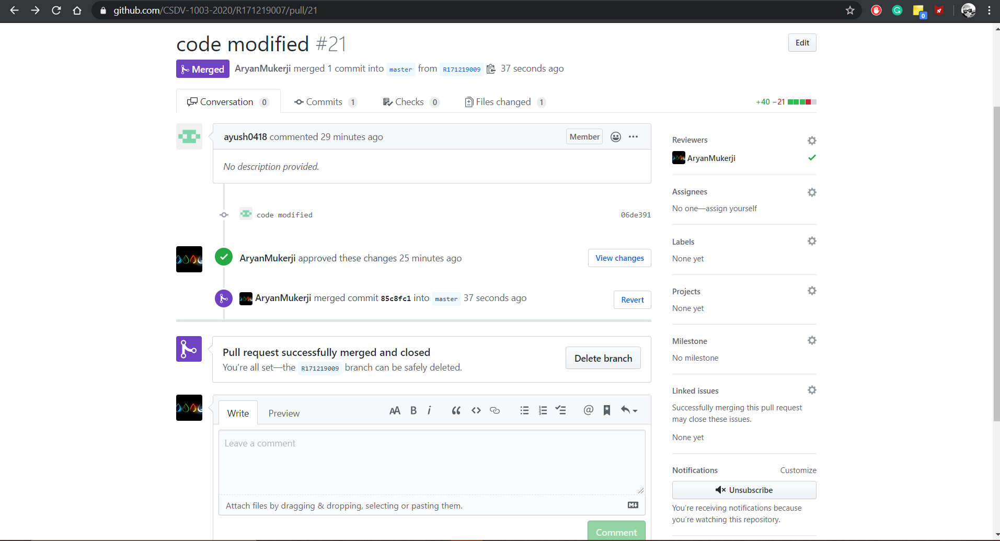 github.com/CSDV-1003-2020/R171219007/pull/21
0
code modified #21
Edit
Merged AryanMukerji merged 1 commit into master from R171219009 37 seconds ago
Conversation 0 Commits 1 Checks 0 Files changed 1 +40 −21
ayush0418 commented 29 minutes ago Member
No description provided.
code modified 06de391
AryanMukerji approved these changes 25 minutes ago View changes
AryanMukerji merged commit 85c8fc1 into master 37 seconds ago Revert
Pull request successfully merged and closed
You’re all set—the R171219009 branch can be safely deleted.
Delete branch
Write Preview AA B i @
Leave a comment
Attach files by dragging & dropping, selecting or pasting them.
Comment
Reviewers
AryanMukerji
Assignees
No one—assign yourself
Labels
None yet
Projects
None yet
Milestone
No milestone
Linked issues
Successfully merging this pull request
may close these issues.
None yet
Notifications Customize
Unsubscribe
You’re receiving notifications because
you’re watching this repository.